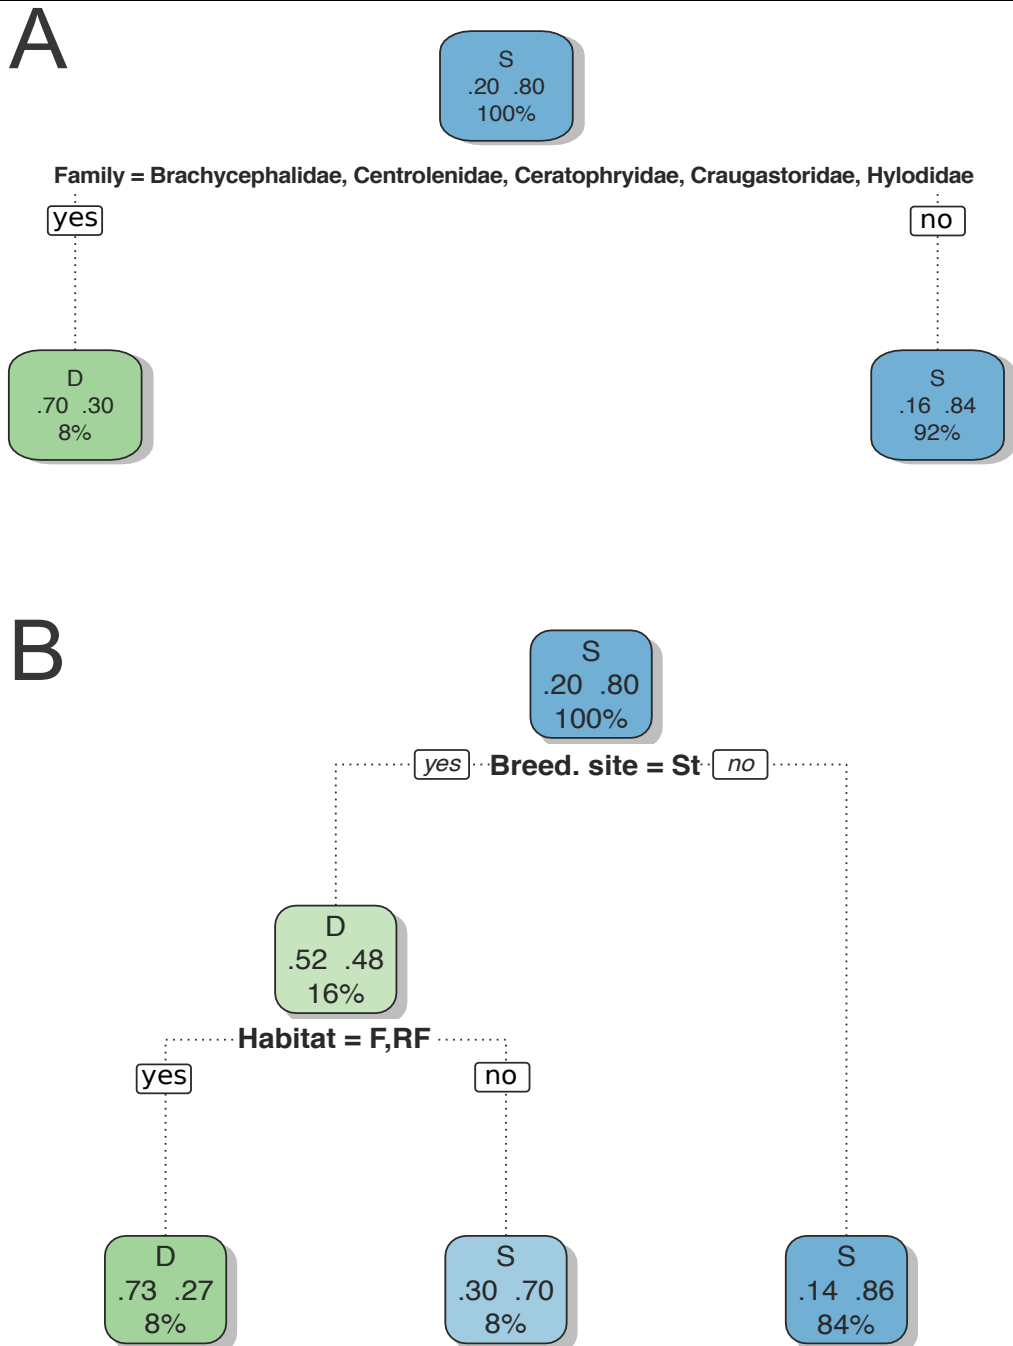 A
S
.20 .80
100%
Family = Brachycephalidae, Centrolenidae, Ceratophryidae, Craugastoridae, Hylodidae
yes
no
D
.70 .30
8%
S
.16 .84
92%
B
S
.20 .80
100%
yes Breed. site = St no
D
.52 .48
16%
Habitat = F,RF
yes
no
D
.73 .27
8%
S
.30 .70
8%
S
.14 .86
84%